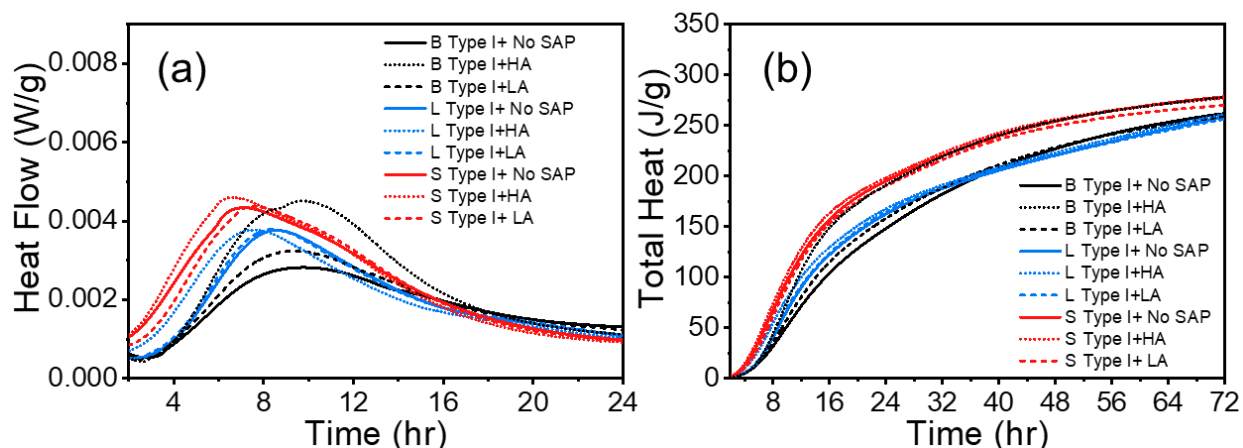 (a)
Heat Flow (W/g)
0.008
0.006
0.004
0.002
0.000
B Type I+ No SAP
B Type I+HA
B Type I+LA
L Type I+ No SAP
L Type I+HA
L Type I+LA
S Type I+ No SAP
S Type I+HA
S Type I+ LA
4 8 12 16 20 24
Time (hr)
(b)
Total Heat (J/g)
350
300
250
200
150
100
50
0
B Type I+ No SAP
B Type I+HA
B Type I+LA
L Type I+ No SAP
L Type I+HA
L Type I+LA
S Type I+ No SAP
S Type I+HA
S Type I+ LA
8 16 24 32 40 48 56 64 72
Time (hr)